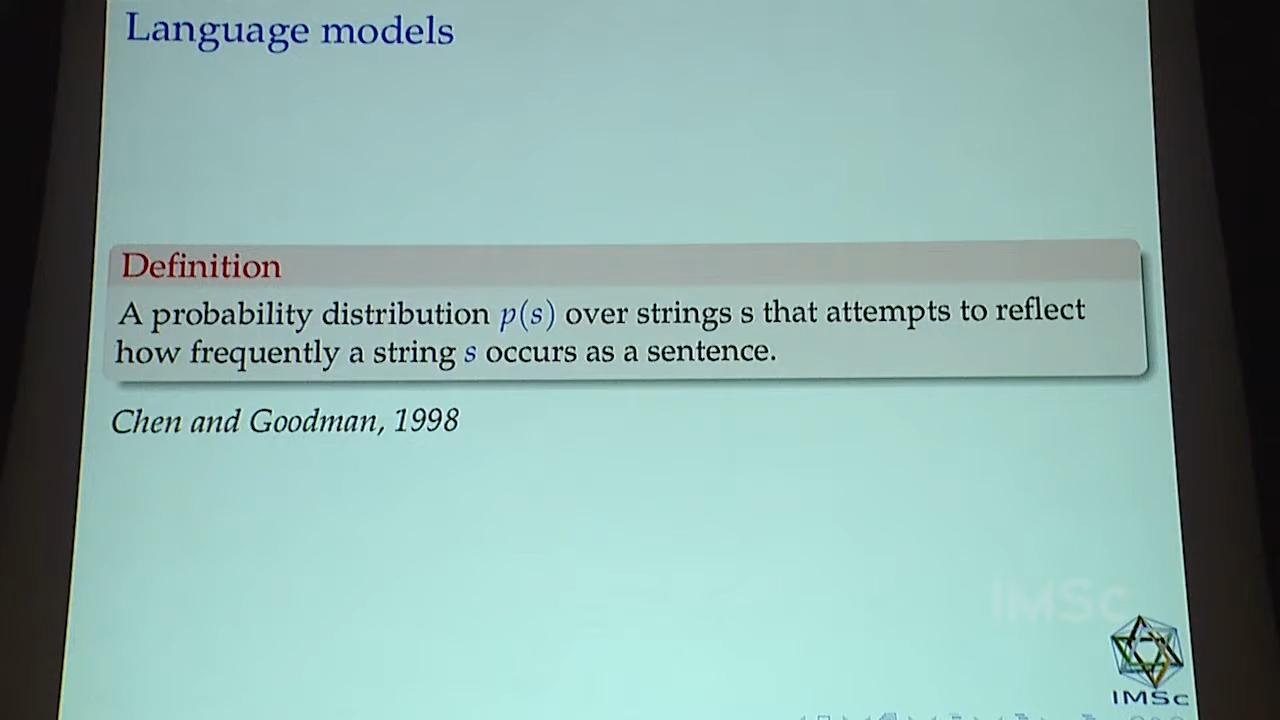 Language models
Definition
A probability distribution p(s) over strings s that attempts to reflect
how frequently a string s occurs as a sentence.
Chen and Goodman, 1998
IMSc
IMSc